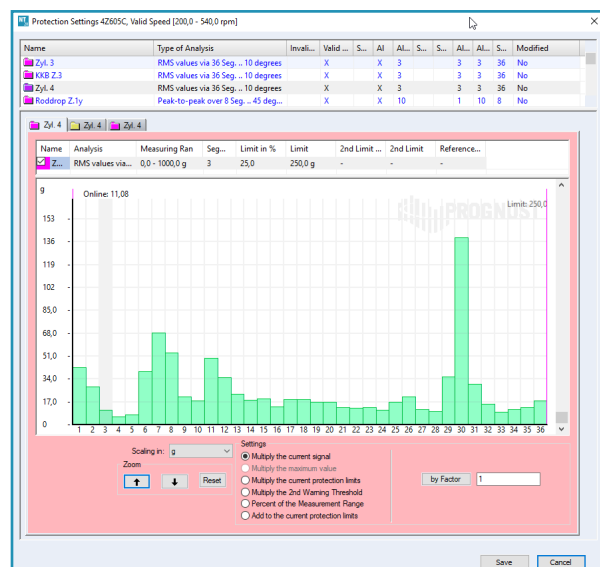 Protection Settings 4Z605C, Valid Speed [200,0 - 540,0 rpm]
Name Type of Analysis Invali... Valid ... S... Al Al... S... S... Al... Al... S... Modified
Zyl. 3 RMS values via 36 Seg. .. 10 degrees X X 3 3 3 36 No
KKB Z.3 RMS values via 36 Seg. .. 10 degrees X X 3 3 3 36 No
Zyl. 4 RMS values via 36 Seg. .. 10 degrees X X 3 3 3 36 No
Roddrop Z.1y Peak-to-peak over 8 Seg. .. 45 deg... X X 10 1 10 8 No
Zyl. 4 Zyl. 4 Zyl. 4
Name Analysis Measuring Ran Seg... Limit in % Limit 2nd Limit ... 2nd Limit Reference...
Z... RMS values via... 0,0 - 1000,0 g 3 25,0 250,0 g - - -
g Online: 11,08 PROGNOST Limit: 250,0
153
136
119
102
85,0
68,0
51,0
34,0
17,0
0
1 2 3 4 5 6 7 8 9 10 11 12 13 14 15 16 17 18 19 20 21 22 23 24 25 26 27 28 29 30 31 32 33 34 35 36
Scaling in: g
Zoom
Reset
Settings
Multiply the current signal
Multiply the maximum value
Multiply the current protection limits
Multiply the 2nd Warning Threshold
Percent of the Measurement Range
Add to the current protection limits
by Factor 1
Save Cancel